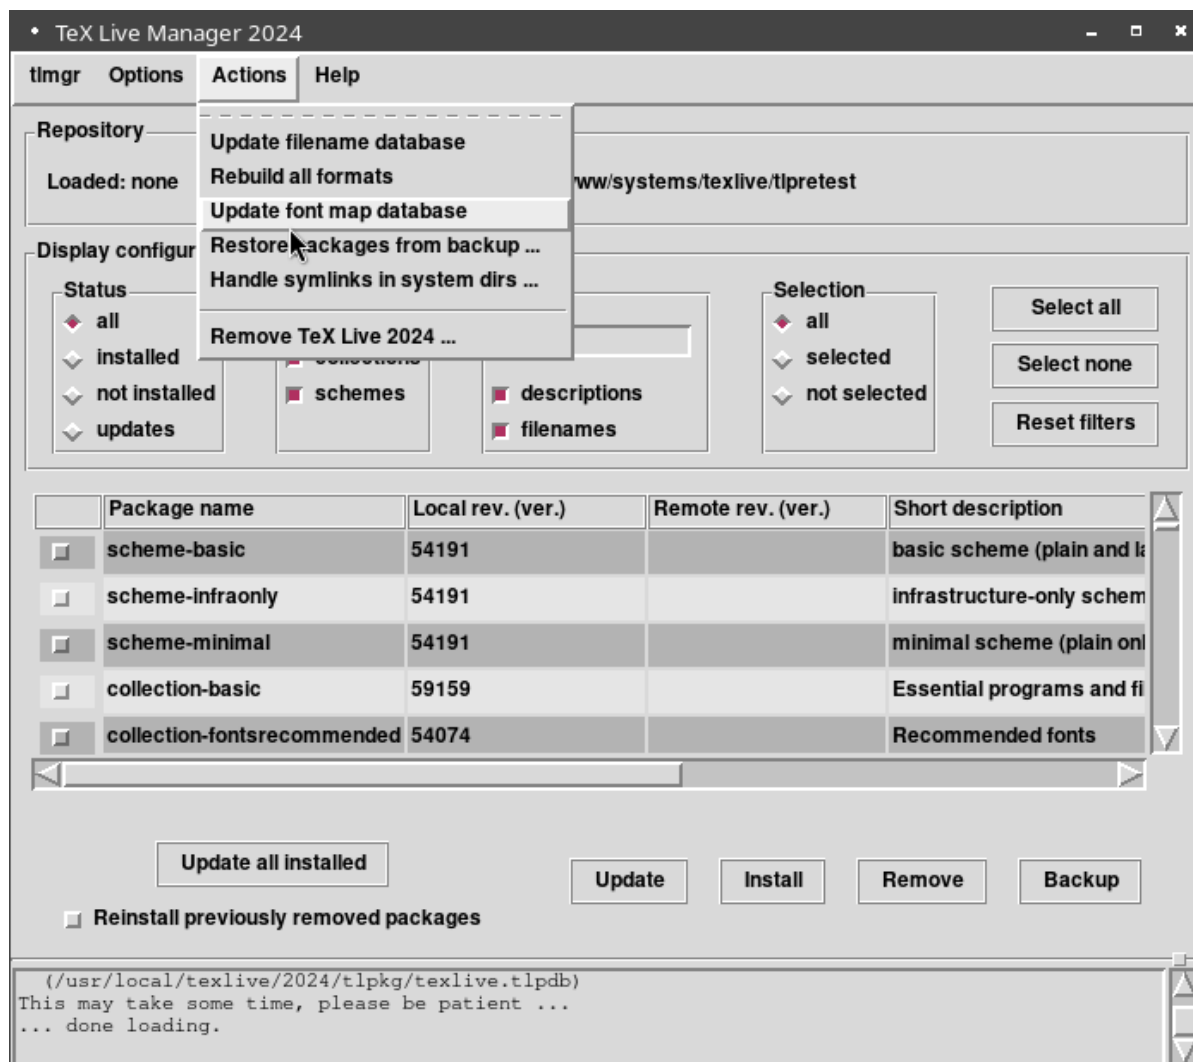 TeX Live Manager 2024
tlmgr Options Actions Help
Repository
Loaded: none
/systems/texlive/tlpretest
Update filename database
Rebuild all formats
Update font map database
Restore packages from backup ...
Handle symlinks in system dirs ...
Remove TeX Live 2024 ...
Display
Status
all
installed
not installed
updates
schemes
descriptions
filenames
Selection
all
selected
not selected
Select all
Select none
Reset filters
Package name Local rev. (ver.) Remote rev. (ver.) Short description
scheme-basic 54191 basic scheme (plain and
scheme-infraonly 54191 infrastructure-only schem
scheme-minimal 54191 minimal scheme (plain
collection-basic 59159 Essential programs and
collection-fontsrecommended 54074 Recommended fonts
Update all installed
Reinstall previously removed packages
Update Install Remove Backup
(/usr/local/texlive/2024/tlpkg/texlive.tlpdb)
This may take some time, please be patient ...
... done loading.